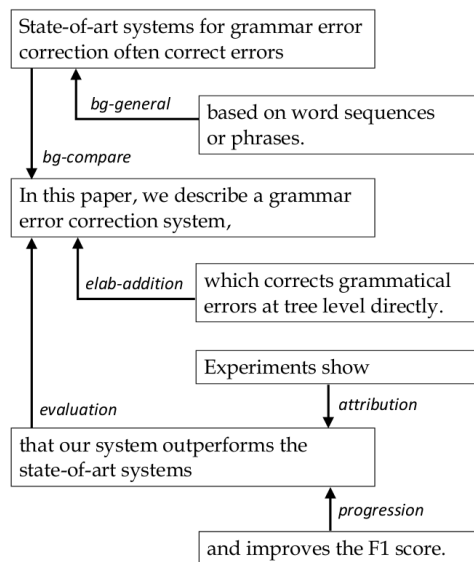 State-of-art systems for grammar error
correction often correct errors
bg-general
based on word sequences
or phrases.
bg-compare
In this paper, we describe a grammar
error correction system,
elab-addition
which corrects grammatical
errors at tree level directly.
Experiments show
evaluation
attribution
that our system outperforms the
state-of-art systems
progression
and improves the F1 score.